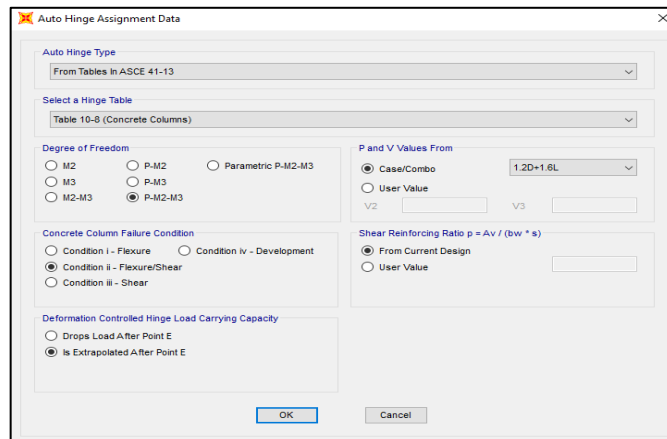 Auto Hinge Assignment Data
Auto Hinge Type
From Tables In ASCE 41-13
Select a Hinge Table
Table 10-8 (Concrete Columns)
Degree of Freedom
M2 P-M2 Parametric P-M2-M3
M3 P-M3
M2-M3 P-M2-M3
P and V Values From
Case/Combo 1.2D+1.6L
User Value
V2 V3
Concrete Column Failure Condition
Condition i - Flexure Condition iv - Development
Condition ii - Flexure/Shear
Condition iii - Shear
Shear Reinforcing Ratio p = Av / (bw * s)
From Current Design
User Value
Deformation Controlled Hinge Load Carrying Capacity
Drops Load After Point E
Is Extrapolated After Point E
OK Cancel